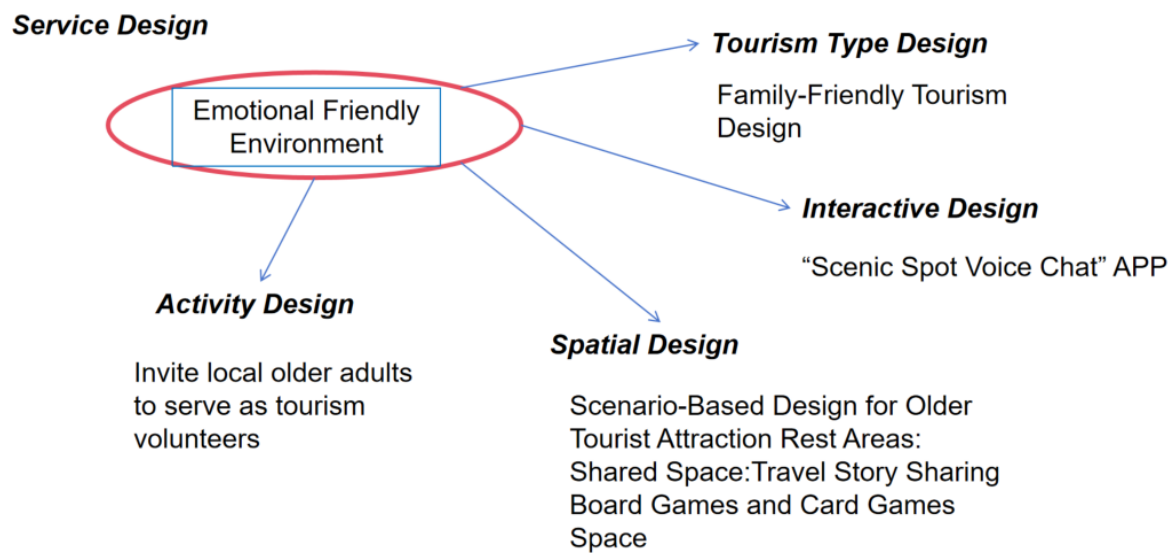 Service Design
Emotional Friendly
Environment
Tourism Type Design
Family-Friendly Tourism
Design
Interactive Design
“Scenic Spot Voice Chat” APP
Activity Design
Invite local older adults
to serve as tourism
volunteers
Spatial Design
Scenario-Based Design for Older
Tourist Attraction Rest Areas:
Shared Space:Travel Story Sharing
Board Games and Card Games
Space